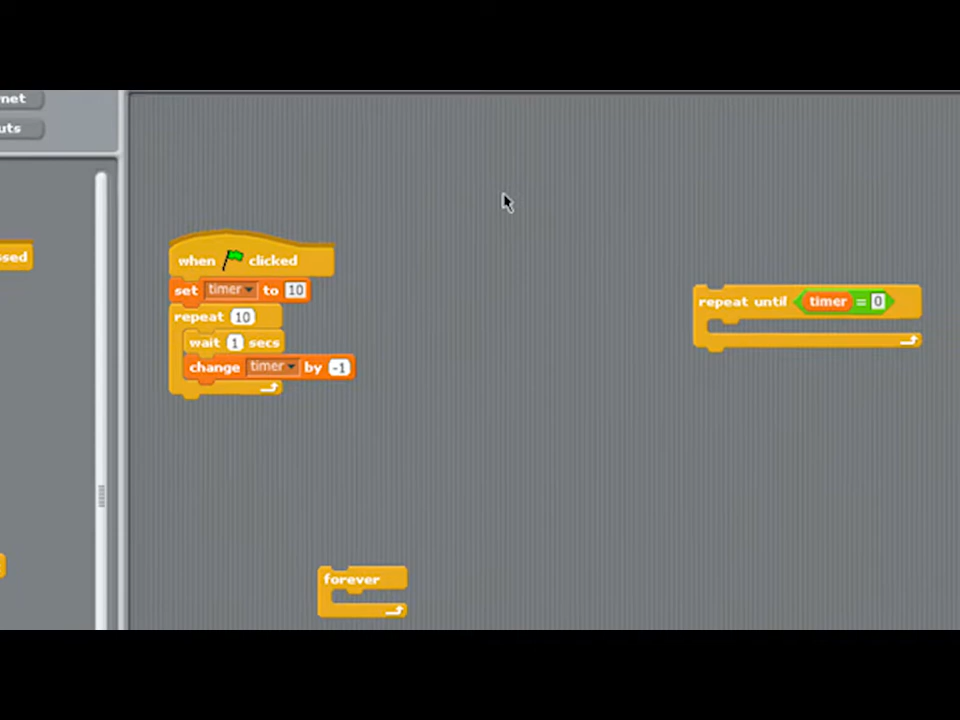 net
uts
ssed
when clicked
set timer to 10
repeat 10
wait 1 secs
change timer by -1
repeat until timer = 0
forever